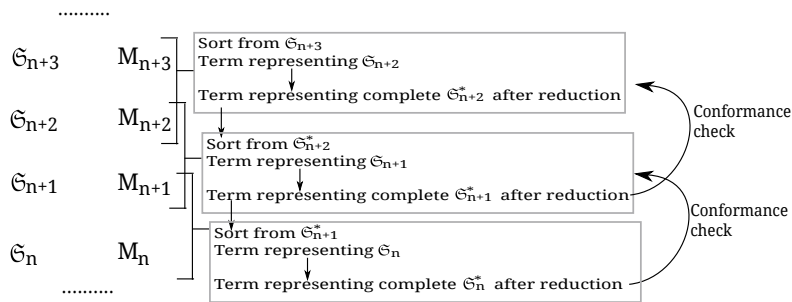 ..........
𝔖n+3 Mn+3
𝔖n+2 Mn+2
𝔖n+1 Mn+1
𝔖n Mn
..........
Sort from 𝔖n+3
Term representing 𝔖n+2
Term representing complete 𝔖*n+2 after reduction
Sort from 𝔖*n+2
Term representing 𝔖n+1
Term representing complete 𝔖*n+1 after reduction
Sort from 𝔖*n+1
Term representing 𝔖n
Term representing complete 𝔖*n after reduction
Conformance
check
Conformance
check